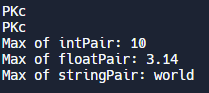 PKc
PKc
Max of intPair: 10
Max of floatPair: 3.14
Max of stringPair: world